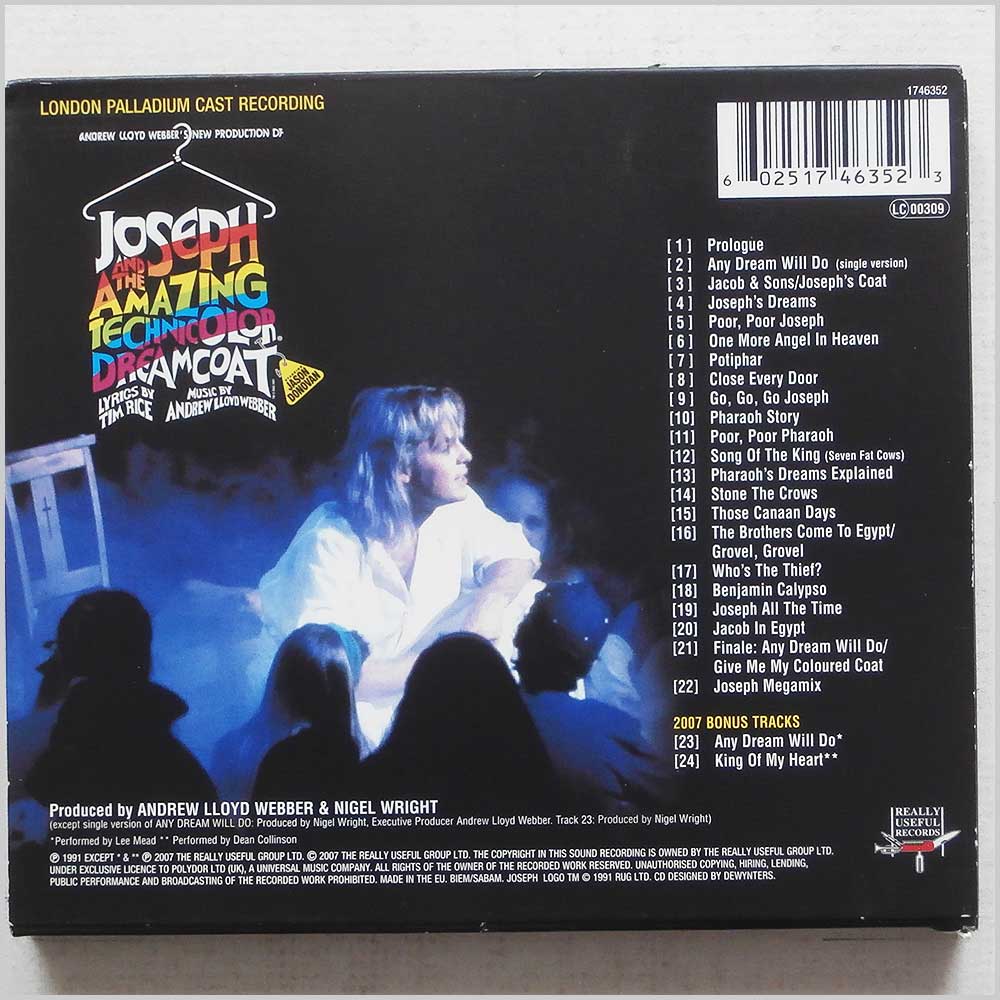 LONDON PALLADIUM CAST RECORDING
ANDREW LLOYD WEBBER'S NEW PRODUCTION OF
JOSEPH
AND THE
AMAZING
TECHNICOLOR®
DREAMCOAT
LYRICS BY
TIM RICE
MUSIC BY
ANDREW LLOYD WEBBER
JASON
DONOVAN
1746352
6 02517 46352 3
LC 00309
[1] Prologue
[2] Any Dream Will Do (single version)
[3] Jacob & Sons/Joseph's Coat
[4] Joseph's Dreams
[5] Poor, Poor Joseph
[6] One More Angel In Heaven
[7] Potiphar
[8] Close Every Door
[9] Go, Go, Go Joseph
[10] Pharaoh Story
[11] Poor, Poor Pharaoh
[12] Song Of The King (Seven Fat Cows)
[13] Pharaoh's Dreams Explained
[14] Stone The Crows
[15] Those Canaan Days
[16] The Brothers Come To Egypt/
Grovel, Grovel
[17] Who's The Thief?
[18] Benjamin Calypso
[19] Joseph All The Time
[20] Jacob In Egypt
[21] Finale: Any Dream Will Do/
Give Me My Coloured Coat
[22] Joseph Megamix
2007 BONUS TRACKS
[23] Any Dream Will Do*
[24] King Of My Heart**
Produced by ANDREW LLOYD WEBBER & NIGEL WRIGHT
(except single version of ANY DREAM WILL DO: Produced by Nigel Wright, Executive Producer Andrew Lloyd Webber. Track 23: Produced by Nigel Wright)
*Performed by Lee Mead ** Performed by Dean Collinson
℗ 1991 EXCEPT * & ** ℗ 2007 THE REALLY USEFUL GROUP LTD. © 2007 THE REALLY USEFUL GROUP LTD. THE COPYRIGHT IN THIS SOUND RECORDING IS OWNED BY THE REALLY USEFUL GROUP LTD.
UNDER EXCLUSIVE LICENCE TO POLYDOR LTD (UK), A UNIVERSAL MUSIC COMPANY. ALL RIGHTS OF THE OWNER OF THE RECORDED WORK RESERVED. UNAUTHORISED COPYING, HIRING, LENDING,
PUBLIC PERFORMANCE AND BROADCASTING OF THE RECORDED WORK PROHIBITED. MADE IN THE EU. BIEM/SABAM. JOSEPH LOGO TM © 1991 RUG LTD. CD DESIGNED BY DEWYNTERS.
REALLY
USEFUL
RECORDS